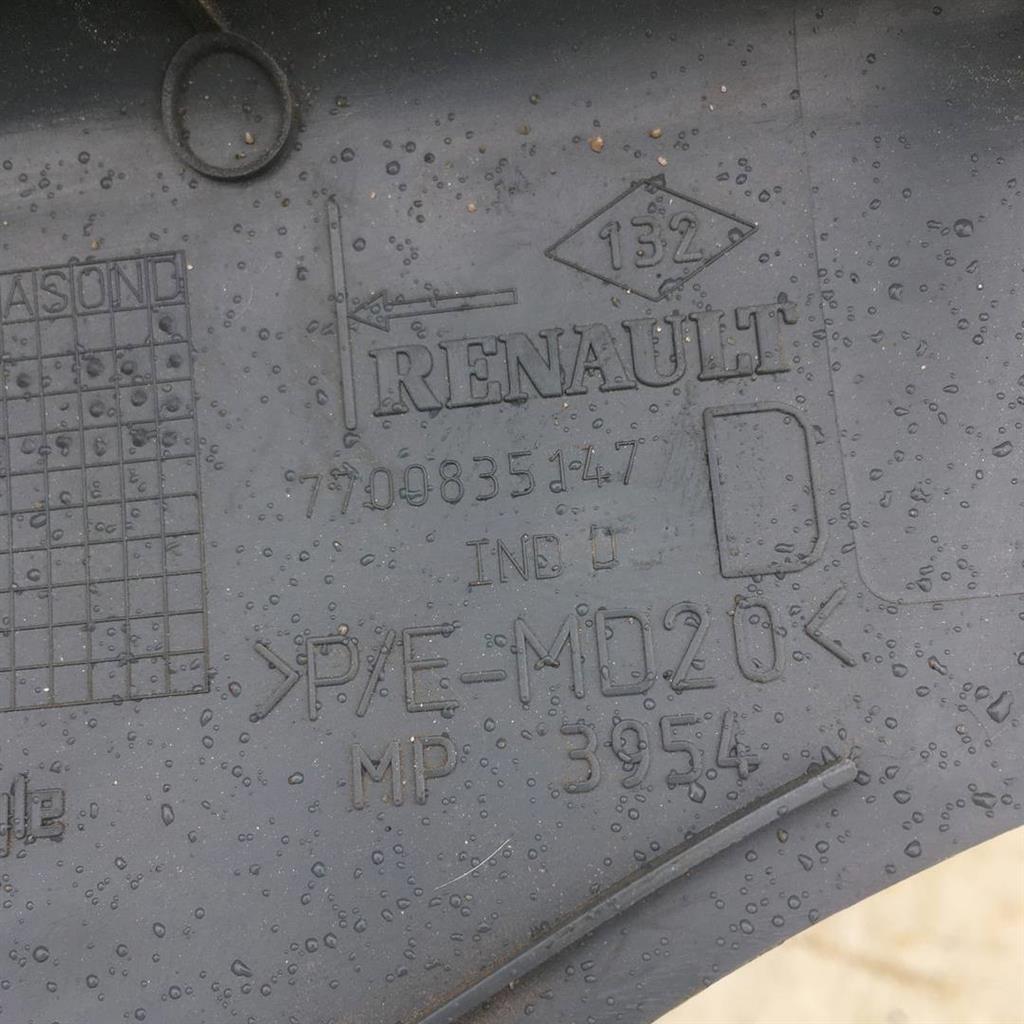 132
ASOND
RENAULT
7700835147
IND
D
>P/E-MD20<
MP 3954